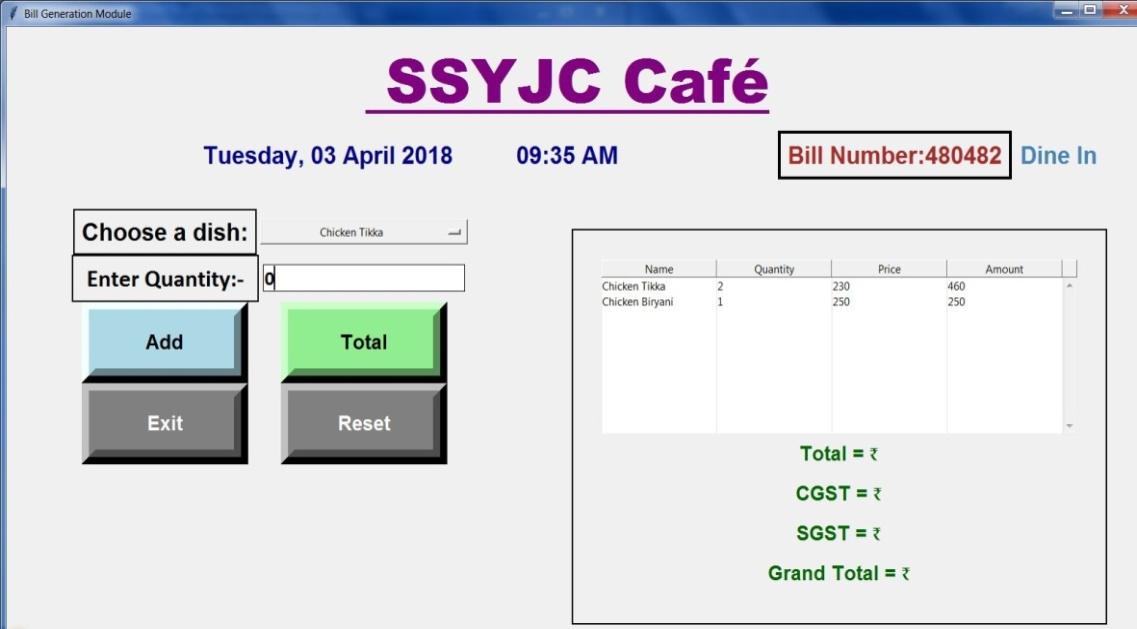 Bill Generation Module
SSYJC Café
Tuesday, 03 April 2018 09:35 AM Bill Number:480482 Dine In
Choose a dish: Chicken Tikka
Enter Quantity:- 0
Add Total
Exit Reset
Name Quantity Price Amount
Chicken Tikka 2 230 460
Chicken Biryani 1 250 250
Total = ₹
CGST = ₹
SGST = ₹
Grand Total = ₹